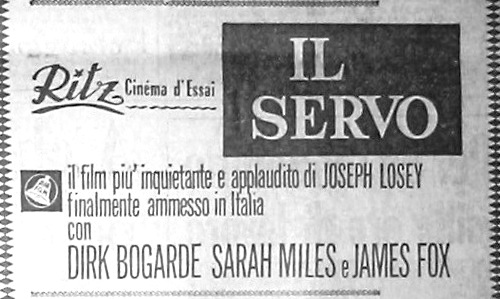 Ritz Cinéma d'Essai
IL
SERVO
il film più inquietante e applaudito di JOSEPH LOSEY
finalmente ammesso in Italia
con
DIRK BOGARDE SARAH MILES e JAMES FOX